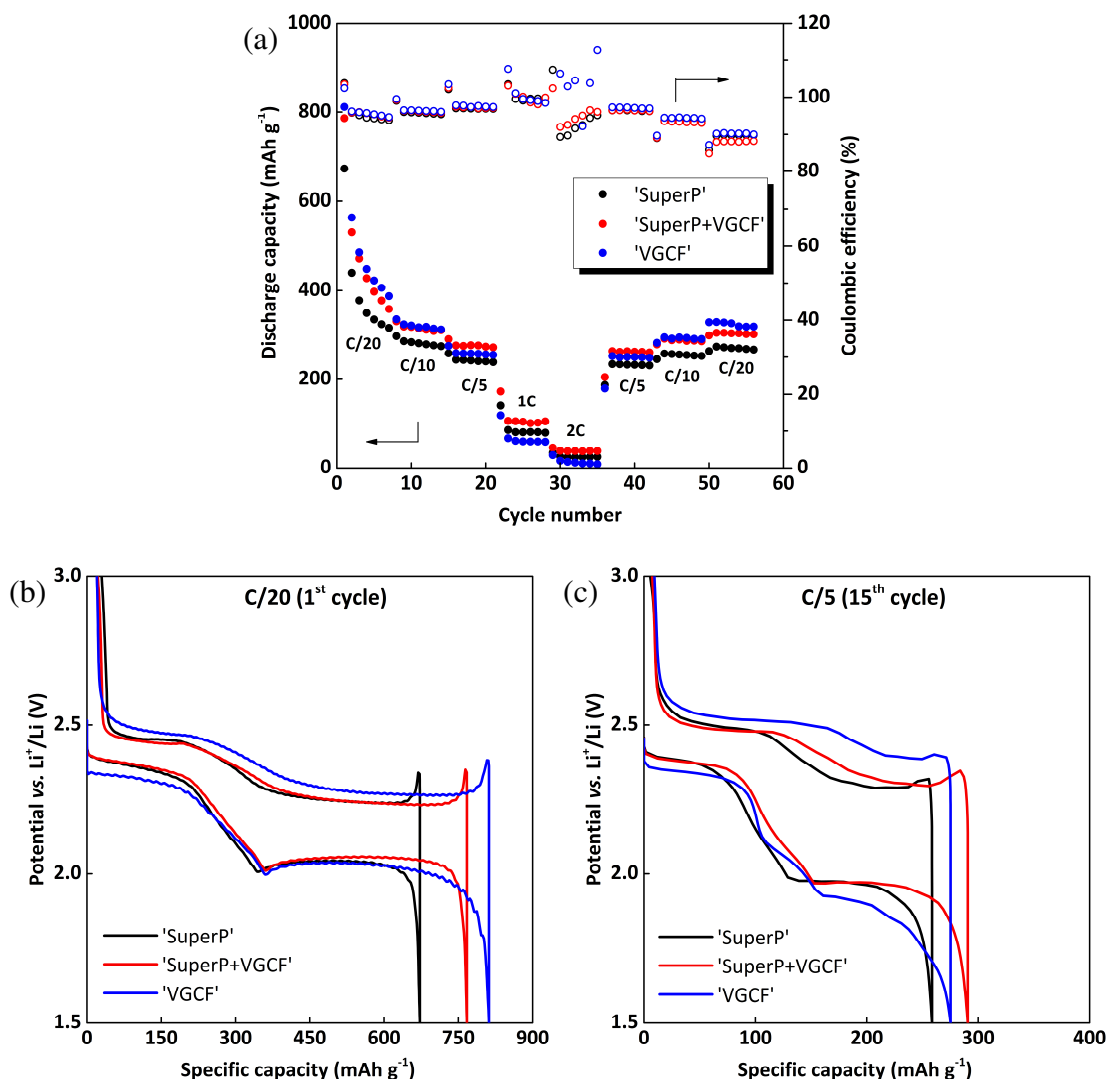 (a)
1000
800
600
400
200
0
Discharge capacity (mAh g⁻¹)
120
100
80
60
40
20
0
Coulombic efficiency (%)
'SuperP'
'SuperP+VGCF'
'VGCF'
C/20
C/10
C/5
1C
2C
C/5
C/10
C/20
0 10 20 30 40 50 60
Cycle number
(b)
C/20 (1ˢᵗ cycle)
3.0
2.5
2.0
1.5
Potential vs. Li⁺/Li (V)
'SuperP'
'SuperP+VGCF'
'VGCF'
0 150 300 450 600 750 900
Specific capacity (mAh g⁻¹)
(c)
C/5 (15ᵗʰ cycle)
3.0
2.5
2.0
1.5
Potential vs. Li⁺/Li (V)
'SuperP'
'SuperP+VGCF'
'VGCF'
0 100 200 300 400
Specific capacity (mAh g⁻¹)